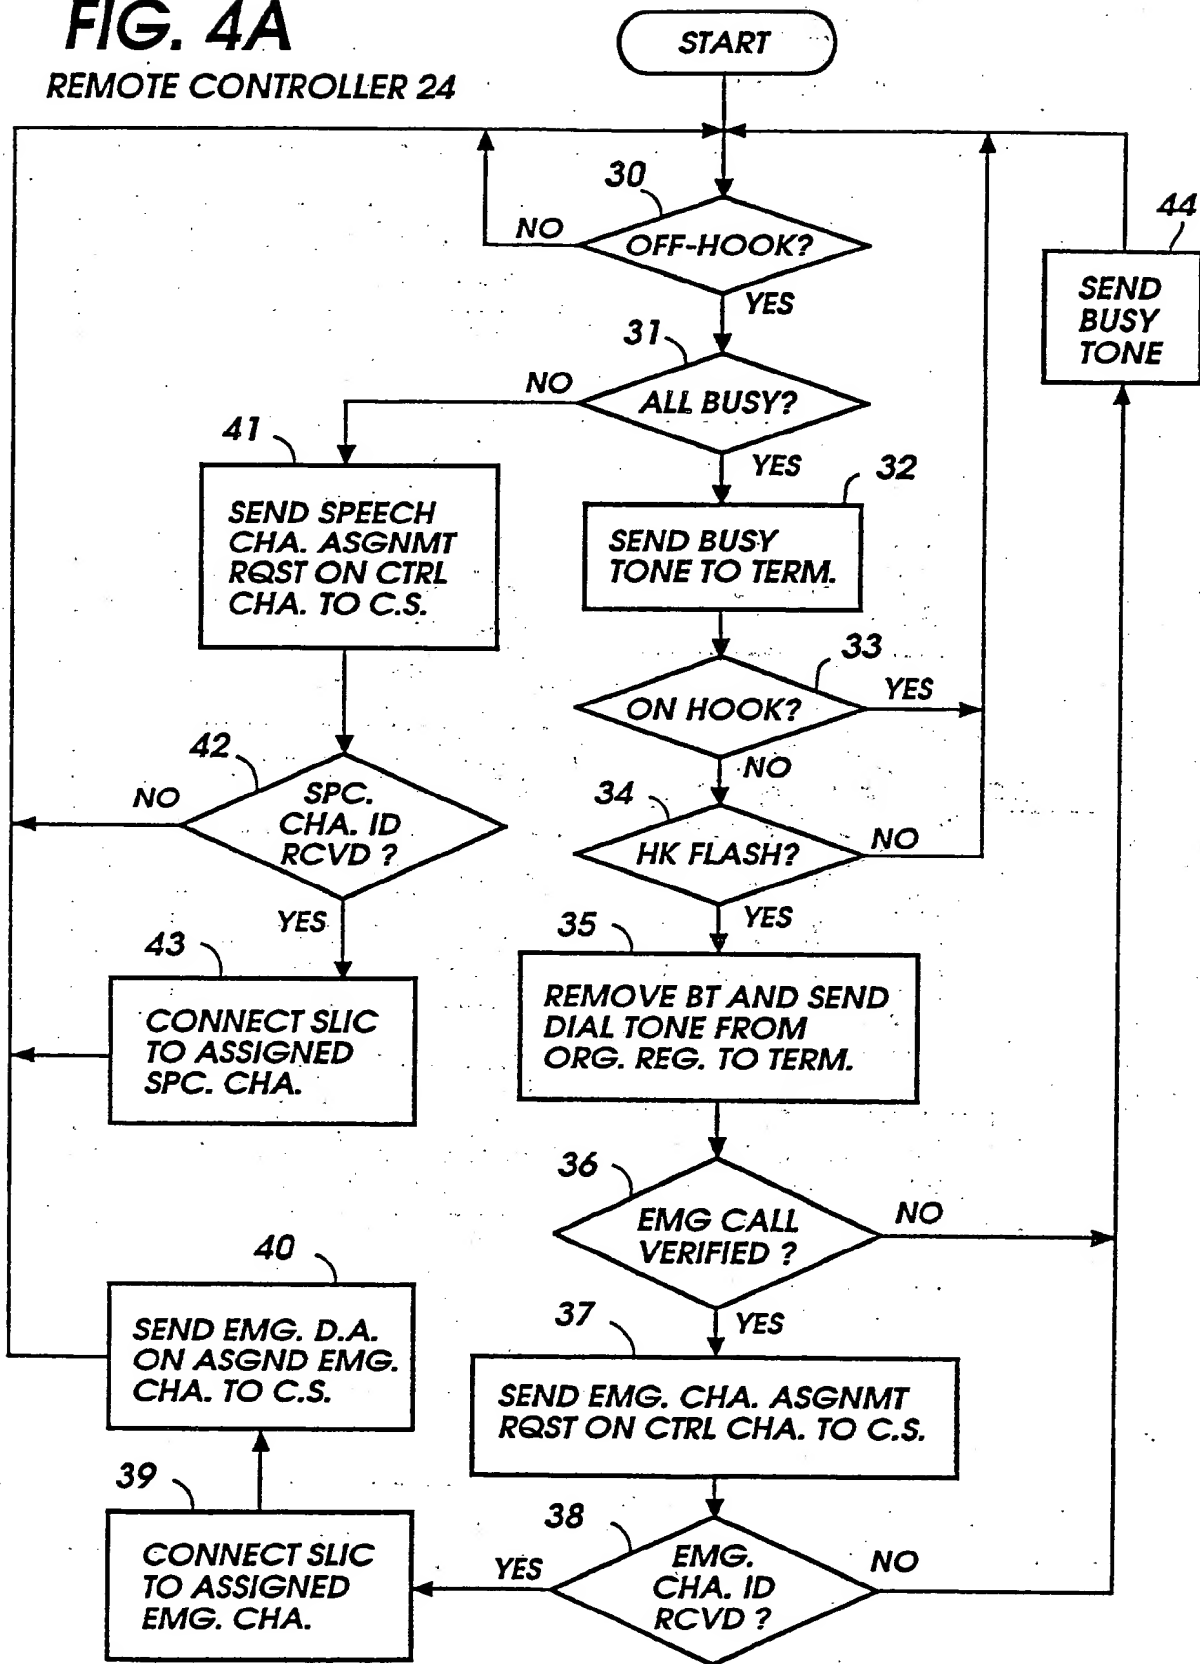 FIG. 4A
REMOTE CONTROLLER 24
START
30
OFF-HOOK?
NO
YES
44
SEND
BUSY
TONE
31
ALL BUSY?
NO
YES
41
SEND SPEECH
CHA. ASGNMT
RQST ON CTRL
CHA. TO C.S.
32
SEND BUSY
TONE TO TERM.
33
ON HOOK?
YES
NO
42
SPC.
CHA. ID
RCVD ?
NO
YES
34
HK FLASH?
NO
YES
43
CONNECT SLIC
TO ASSIGNED
SPC. CHA.
35
REMOVE BT AND SEND
DIAL TONE FROM
ORG. REG. TO TERM.
36
EMG CALL
VERIFIED ?
NO
YES
40
SEND EMG. D.A.
ON ASGND EMG.
CHA. TO C.S.
37
SEND EMG. CHA. ASGNMT
RQST ON CTRL CHA. TO C.S.
39
CONNECT SLIC
TO ASSIGNED
EMG. CHA.
38
EMG.
CHA. ID
RCVD ?
YES
NO